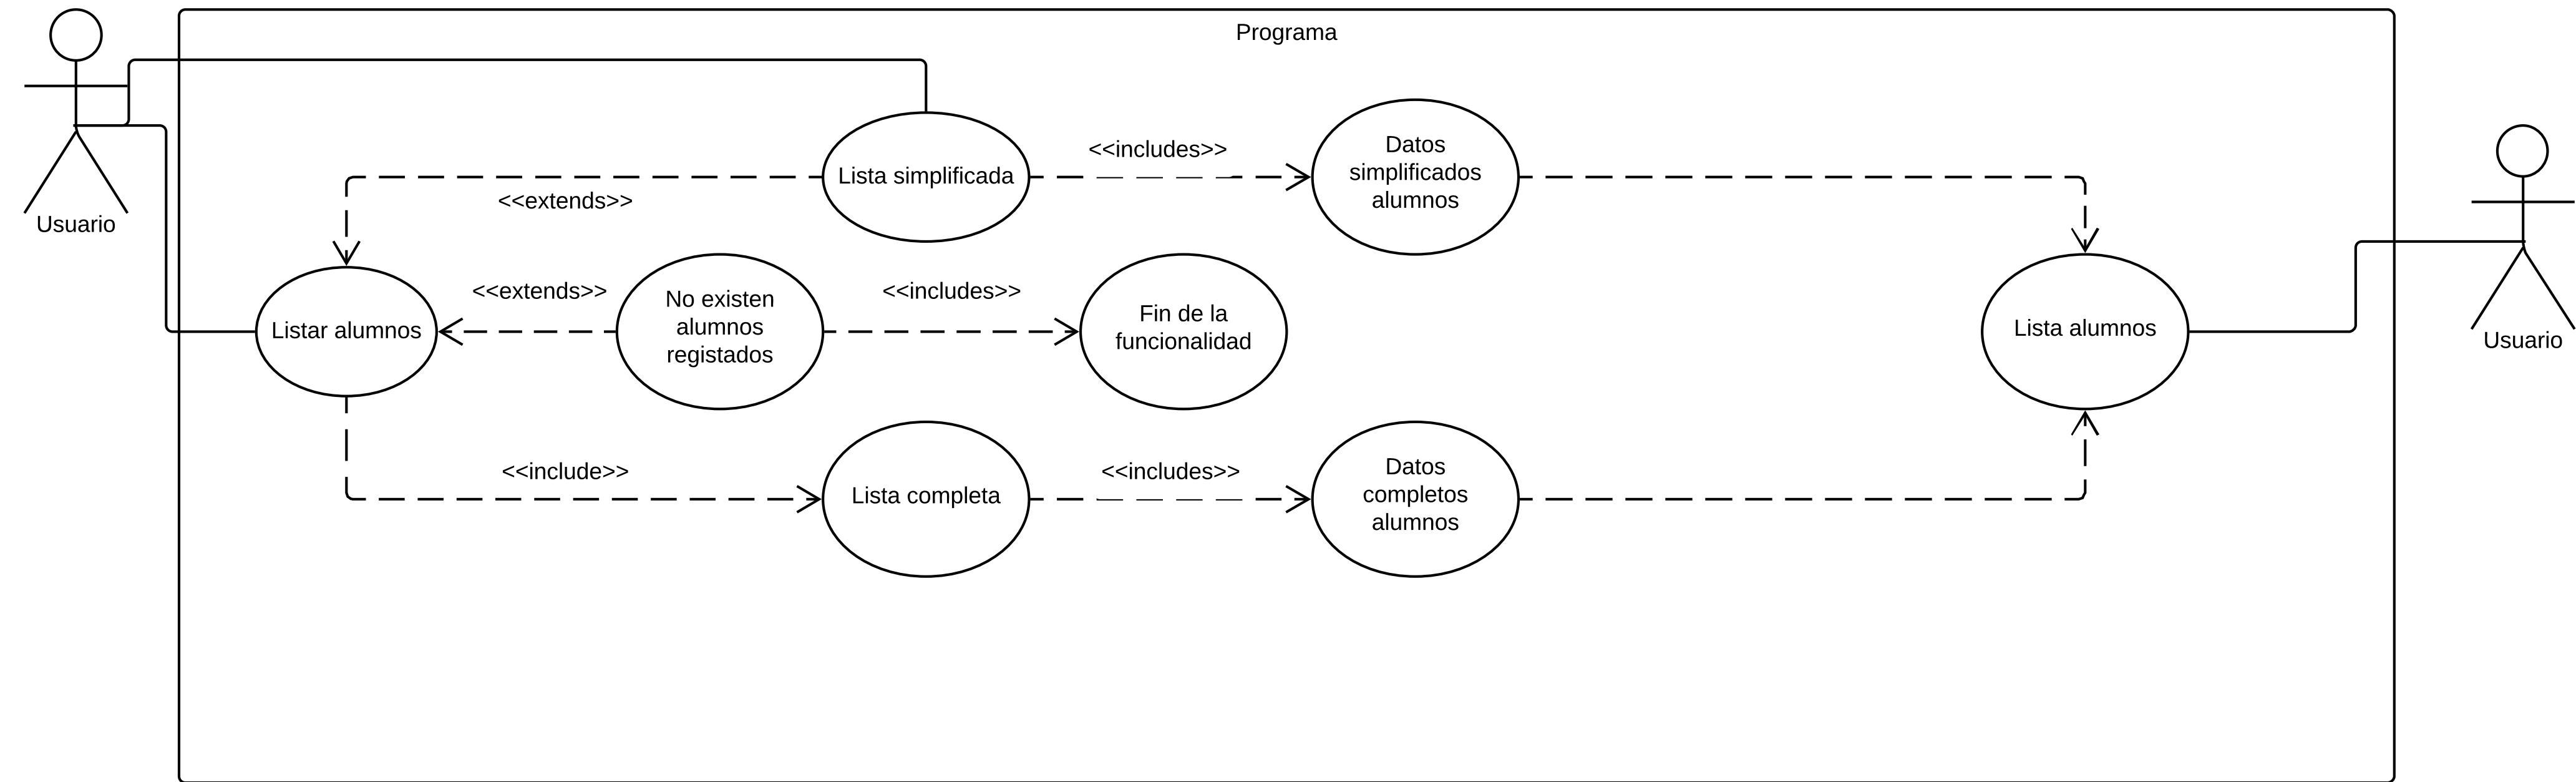 Programa
Usuario
Lista simplificada
<<includes>>
Datos
simplificados
alumnos
<<extends>>
Usuario
Listar alumnos
<<extends>>
No existen
alumnos
registados
<<includes>>
Fin de la
funcionalidad
Lista alumnos
<<include>>
Lista completa
<<includes>>
Datos
completos
alumnos